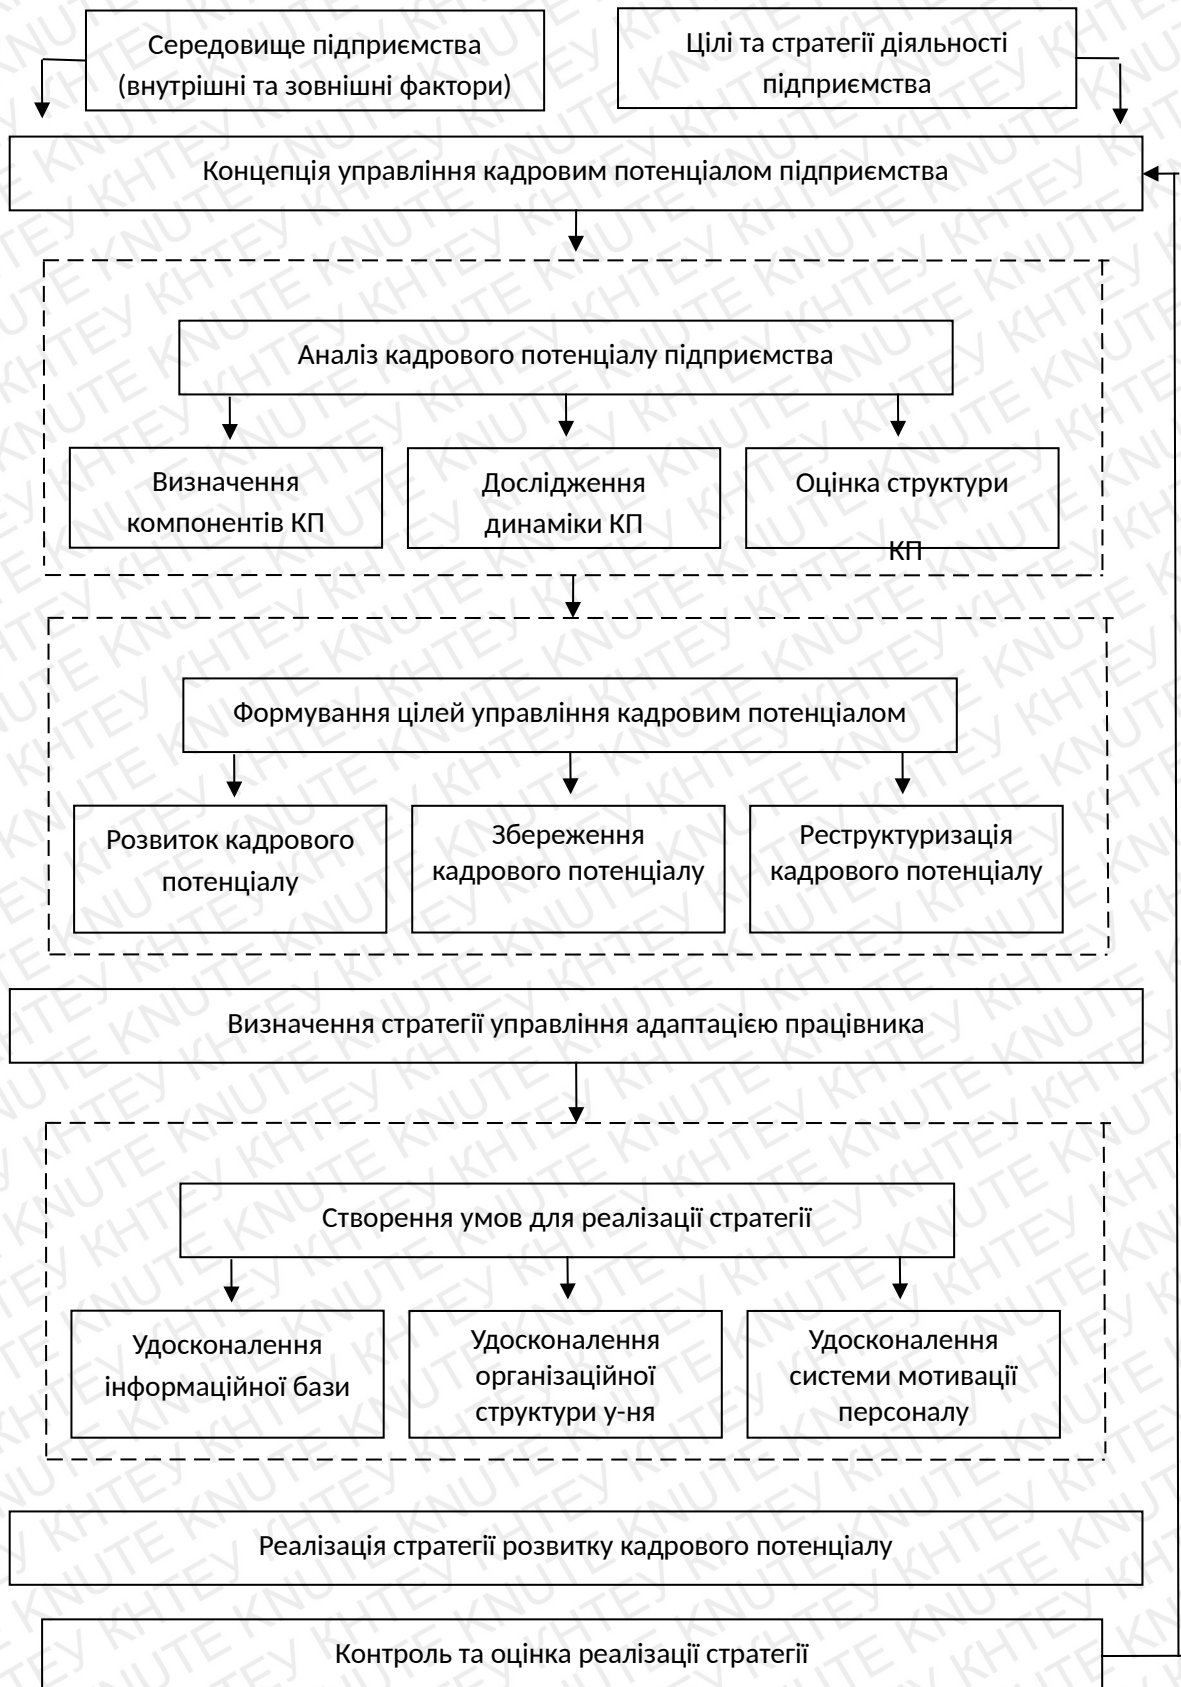 Середовище підприємства
(внутрішні та зовнішні фактори)
Цілі та стратегії діяльності
підприємства
Концепція управління кадровим потенціалом підприємства
Аналіз кадрового потенціалу підприємства
Визначення
компонентів КП
Дослідження
динаміки КП
Оцінка структури
КП
Формування цілей управління кадровим потенціалом
Розвиток кадрового
потенціалу
Збереження
кадрового потенціалу
Реструктуризація
кадрового потенціалу
Визначення стратегії управління адаптацією працівника
Створення умов для реалізації стратегії
Удосконалення
інформаційної бази
Удосконалення
організаційної
структури у-ня
Удосконалення
системи мотивації
персоналу
Реалізація стратегії розвитку кадрового потенціалу
Контроль та оцінка реалізації стратегії